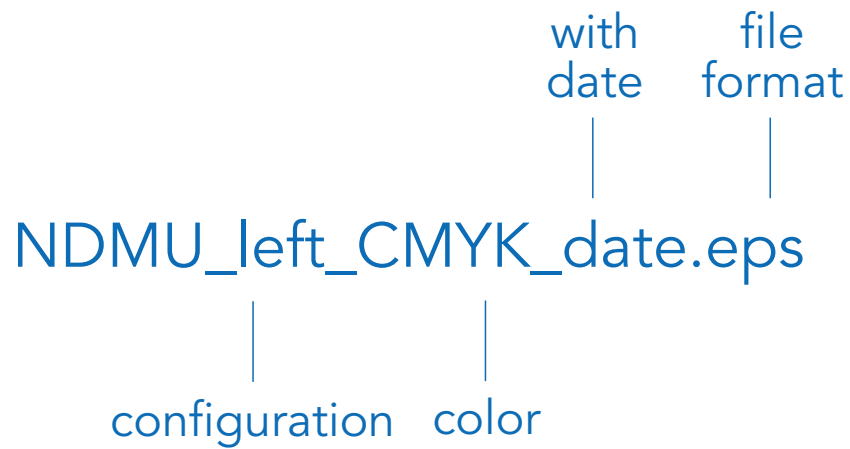 with
date
file
format
NDMU_left_CMYK_date.eps
configuration
color